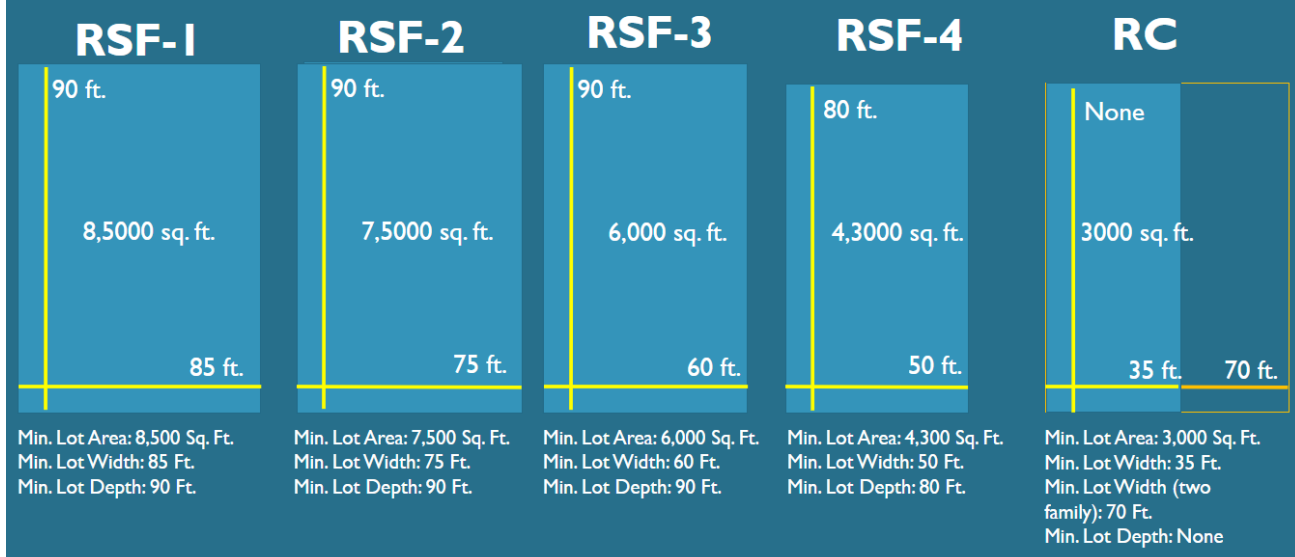 RSF-1
90 ft.
8,5000 sq. ft.
85 ft.
Min. Lot Area: 8,500 Sq. Ft.
Min. Lot Width: 85 Ft.
Min. Lot Depth: 90 Ft.
RSF-2
90 ft.
7,5000 sq. ft.
75 ft.
Min. Lot Area: 7,500 Sq. Ft.
Min. Lot Width: 75 Ft.
Min. Lot Depth: 90 Ft.
RSF-3
90 ft.
6,000 sq. ft.
60 ft.
Min. Lot Area: 6,000 Sq. Ft.
Min. Lot Width: 60 Ft.
Min. Lot Depth: 90 Ft.
RSF-4
80 ft.
4,3000 sq. ft.
50 ft.
Min. Lot Area: 4,300 Sq. Ft.
Min. Lot Width: 50 Ft.
Min. Lot Depth: 80 Ft.
RC
None
3000 sq. ft.
35 ft. 70 ft.
Min. Lot Area: 3,000 Sq. Ft.
Min. Lot Width: 35 Ft.
Min. Lot Width (two
family): 70 Ft.
Min. Lot Depth: None